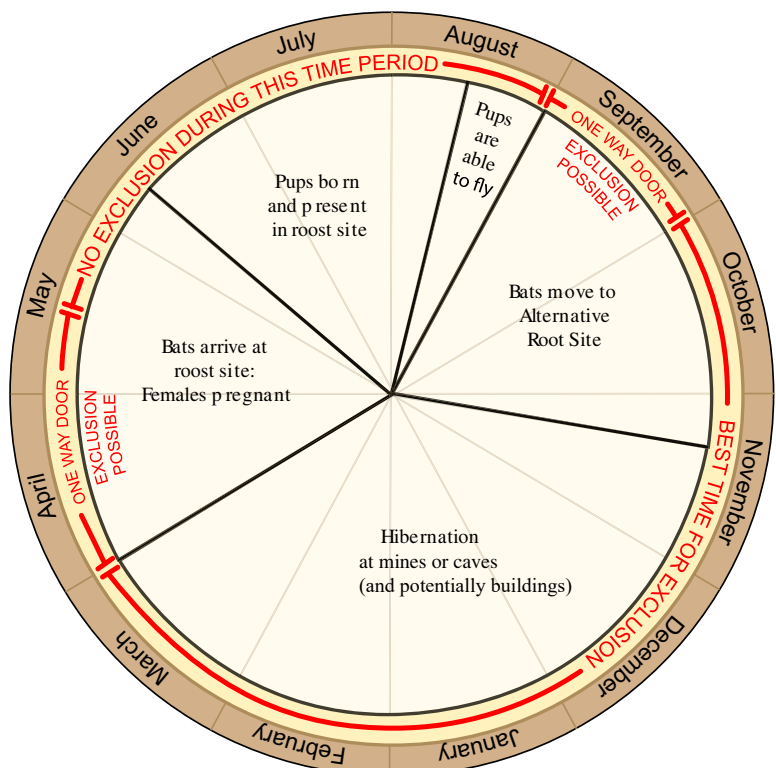 July
August
June
September
May
October
April
November
March
December
February
January
NO EXCLUSION DURING THIS TIME PERIOD
ONE WAY DOOR
EXCLUSION
POSSIBLE
Pups
are
able
to fly
Pups born
and present
in roost site
Bats move to
Alternative
Root Site
Bats arrive at
roost site:
Females pregnant
ONE WAY DOOR
EXCLUSION
POSSIBLE
BEST TIME FOR EXCLUSION
Hibernation
at mines or caves
(and potentially buildings)